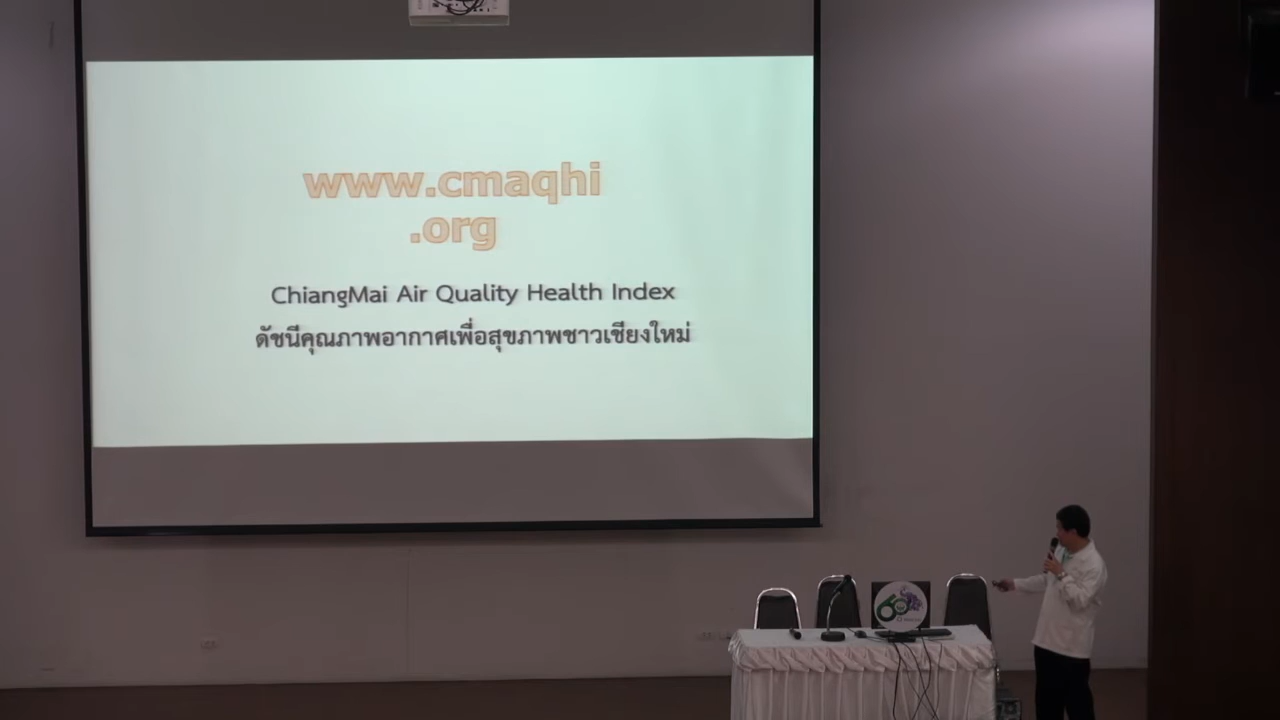 www.cmaqhi
.org
ChiangMai Air Quality Health Index
ดัชนีคุณภาพอากาศเพื่อสุขภาพชาวเชียงใหม่
60